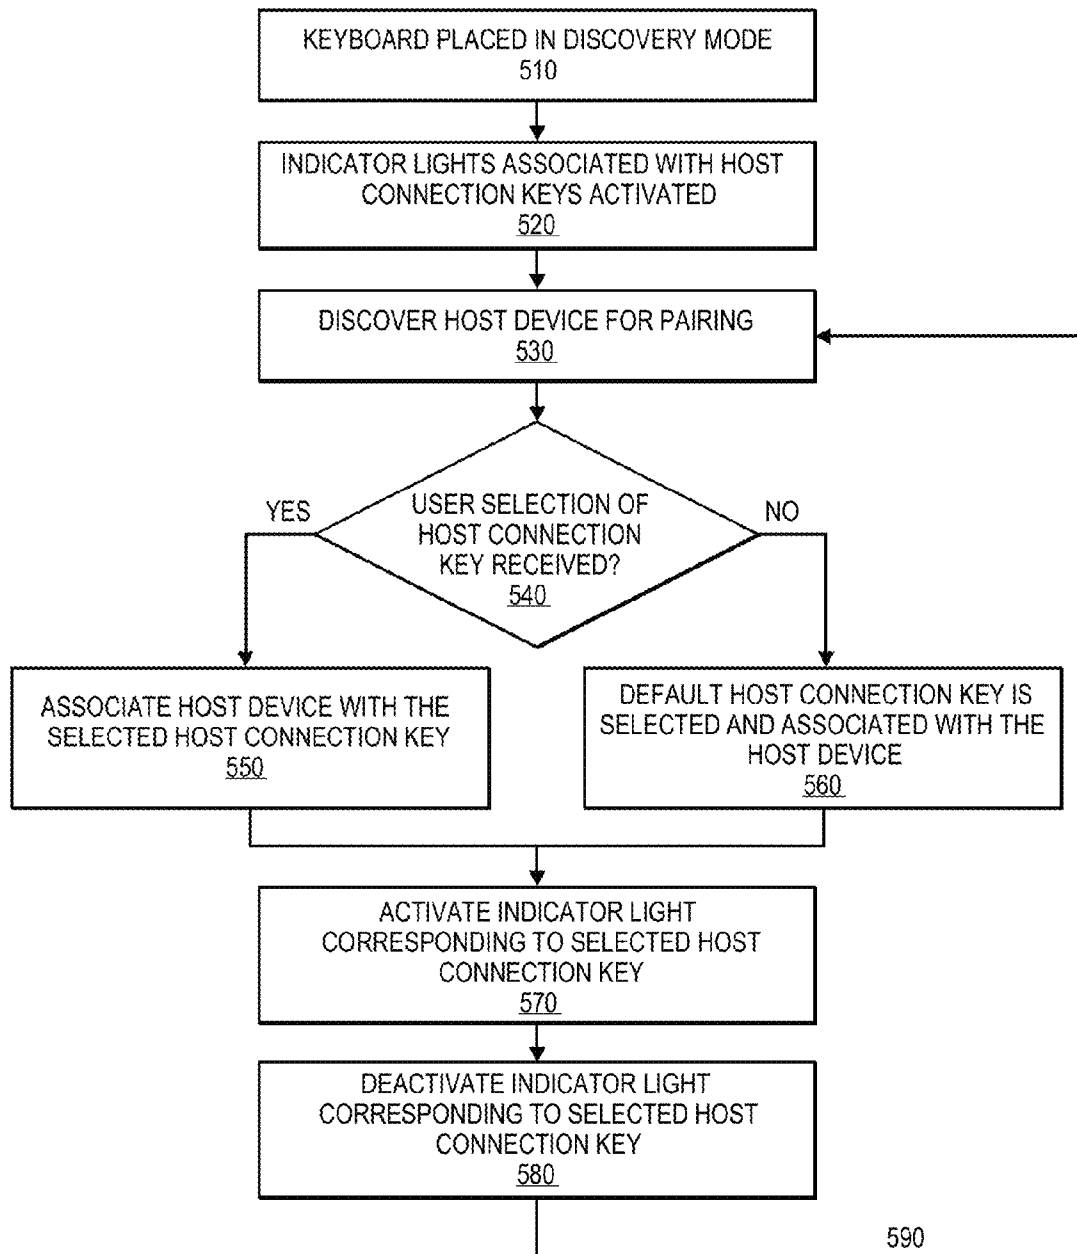 KEYBOARD PLACED IN DISCOVERY MODE
510
INDICATOR LIGHTS ASSOCIATED WITH HOST
CONNECTION KEYS ACTIVATED
520
DISCOVER HOST DEVICE FOR PAIRING
530
USER SELECTION OF
HOST CONNECTION
KEY RECEIVED?
540
YES
NO
ASSOCIATE HOST DEVICE WITH THE
SELECTED HOST CONNECTION KEY
550
DEFAULT HOST CONNECTION KEY IS
SELECTED AND ASSOCIATED WITH THE
HOST DEVICE
560
ACTIVATE INDICATOR LIGHT
CORRESPONDING TO SELECTED HOST
CONNECTION KEY
570
DEACTIVATE INDICATOR LIGHT
CORRESPONDING TO SELECTED HOST
CONNECTION KEY
580
590